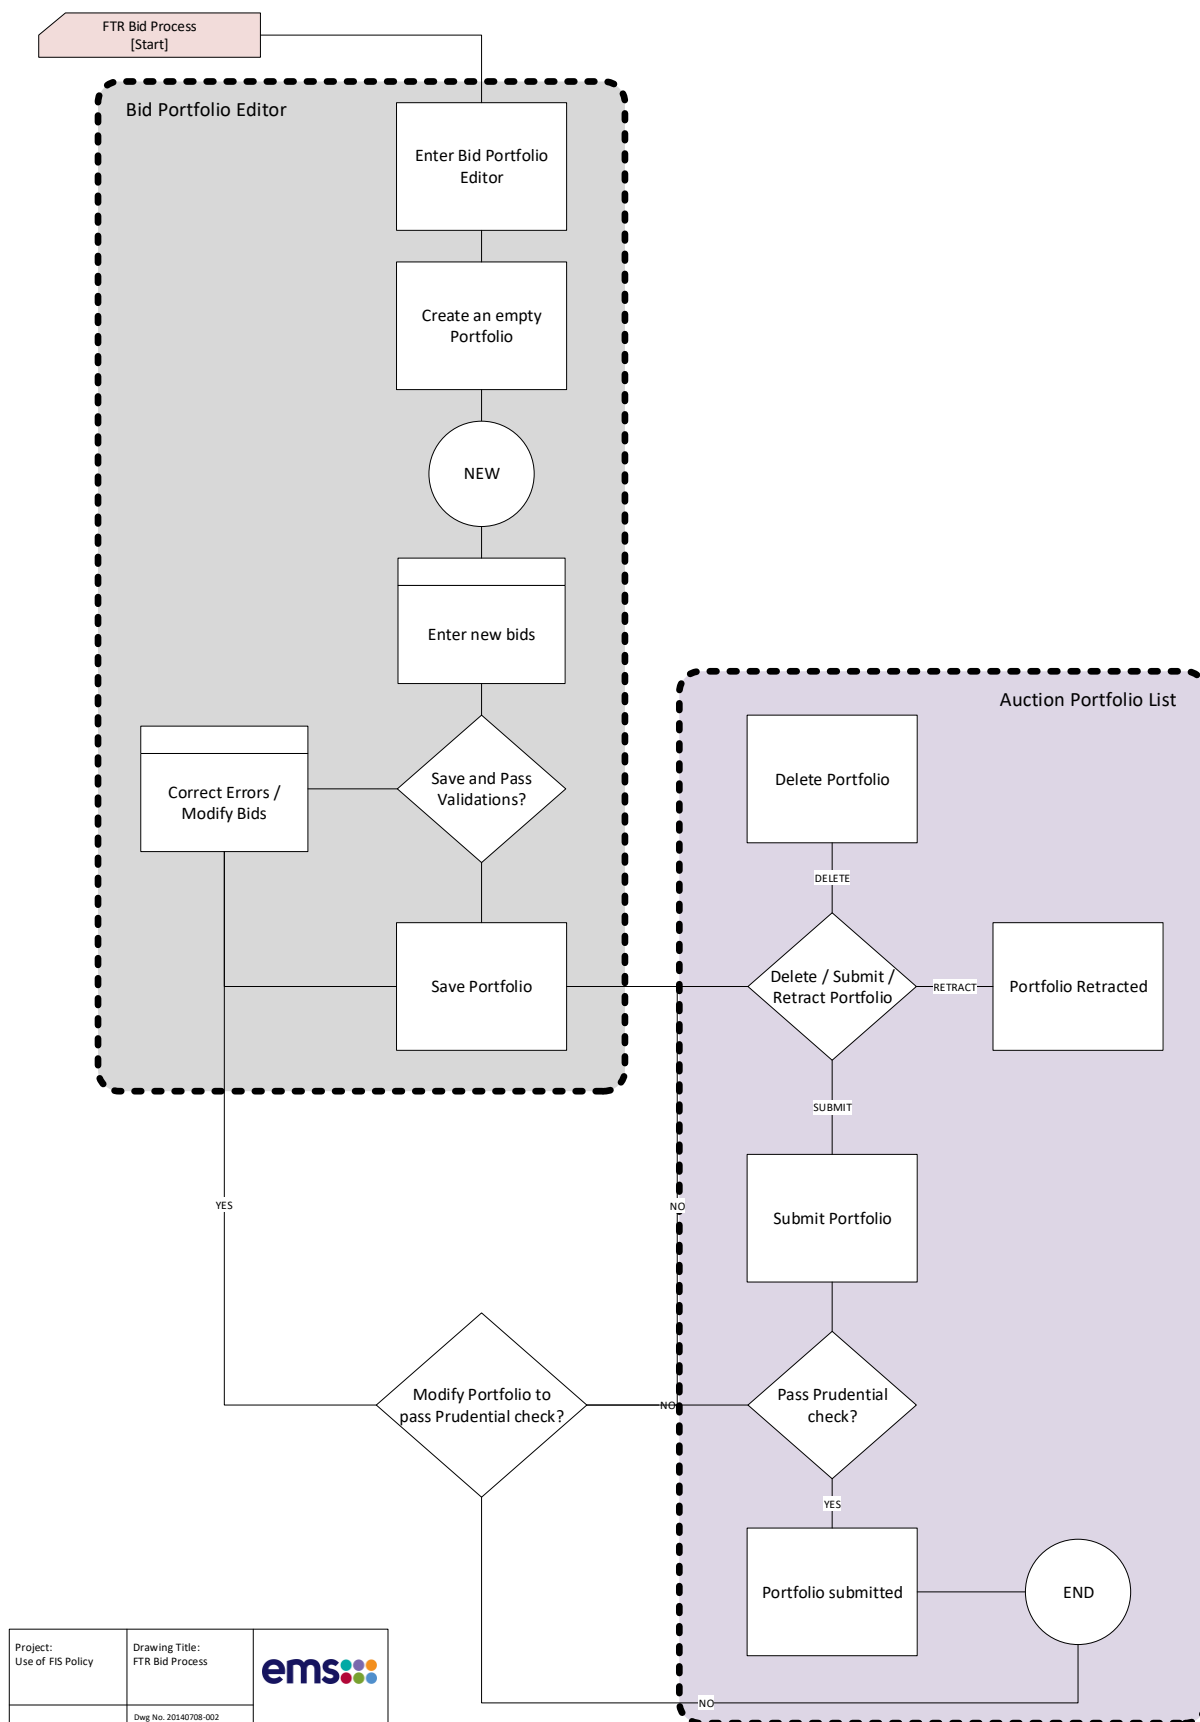 FTR Bid Process
[Start]
Bid Portfolio Editor
Enter Bid Portfolio
Editor
Create an empty
Portfolio
NEW
Enter new bids
Auction Portfolio List
Save and Pass
Validations?
Correct Errors /
Modify Bids
Delete Portfolio
DELETE
Save Portfolio
Delete / Submit /
Retract Portfolio
RETRACT
Portfolio Retracted
SUBMIT
YES
NO
Submit Portfolio
Modify Portfolio to
pass Prudential check?
NO
Pass Prudential
check?
YES
Portfolio submitted
END
NO
Project:
Use of FIS Policy
Drawing Title:
FTR Bid Process
ems
Dwg No. 20140708-002